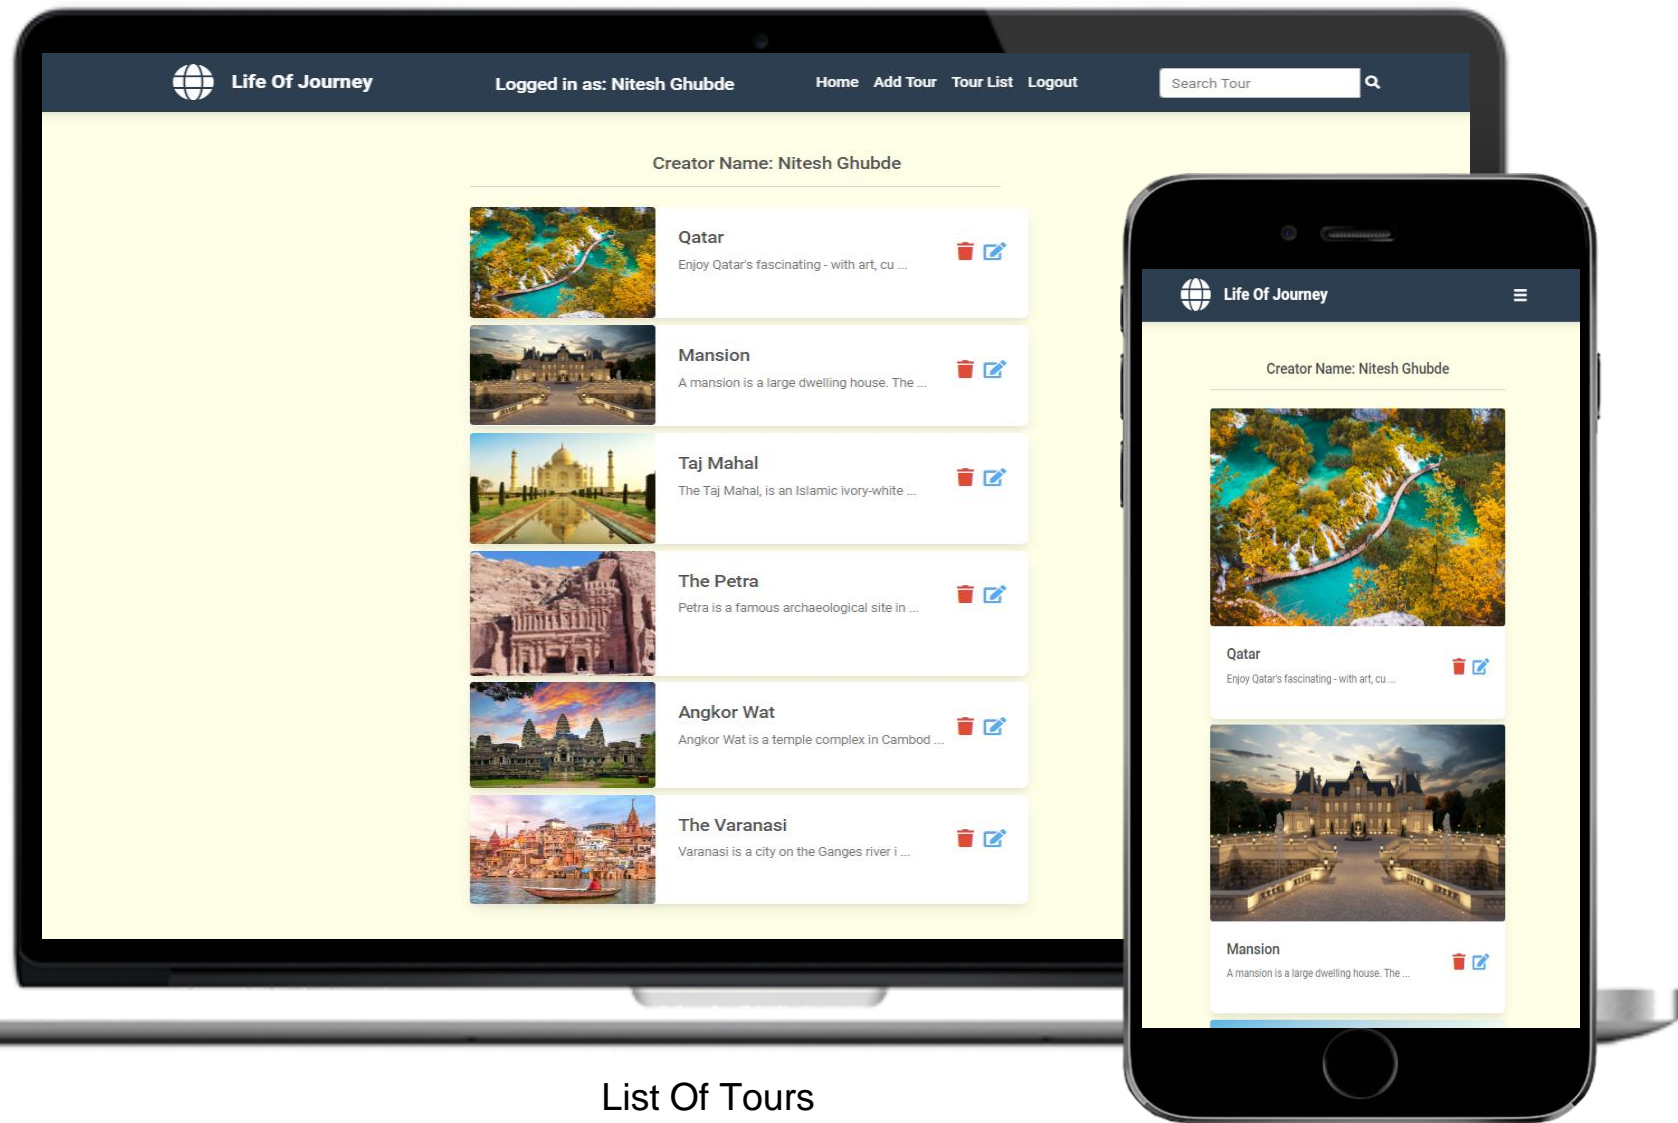 Life Of Journey
Logged in as: Nitesh Ghubde
Home Add Tour Tour List Logout
Search Tour
Creator Name: Nitesh Ghubde
Qatar
Enjoy Qatar's fascinating - with art, cu ...
Mansion
A mansion is a large dwelling house. The ...
Taj Mahal
The Taj Mahal, is an Islamic ivory-white ...
The Petra
Petra is a famous archaeological site in ...
Angkor Wat
Angkor Wat is a temple complex in Cambod ...
The Varanasi
Varanasi is a city on the Ganges river i ...
Life Of Journey
Creator Name: Nitesh Ghubde
Qatar
Enjoy Qatar's fascinating - with art, cu ...
Mansion
A mansion is a large dwelling house. The ...
List Of Tours